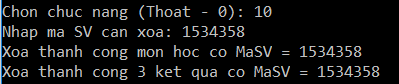 Chon chuc nang (Thoat - 0): 10
Nhap ma SV can xoa: 1534358
Xoa thanh cong mon hoc co MaSV = 1534358
Xoa thanh cong 3 ket qua co MaSV = 1534358